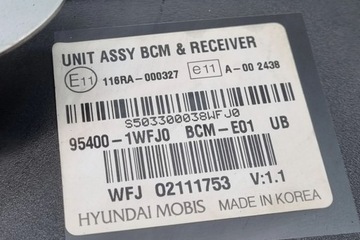 UNIT ASSY BCM & RECEIVER
E11 116RA-000327 e11 A-00 2438
S503300038WFJ0
95400-1WFJ0 BCM-E01 UB
WFJ 02111753 V:1.1
HYUNDAI MOBIS MADE IN KOREA